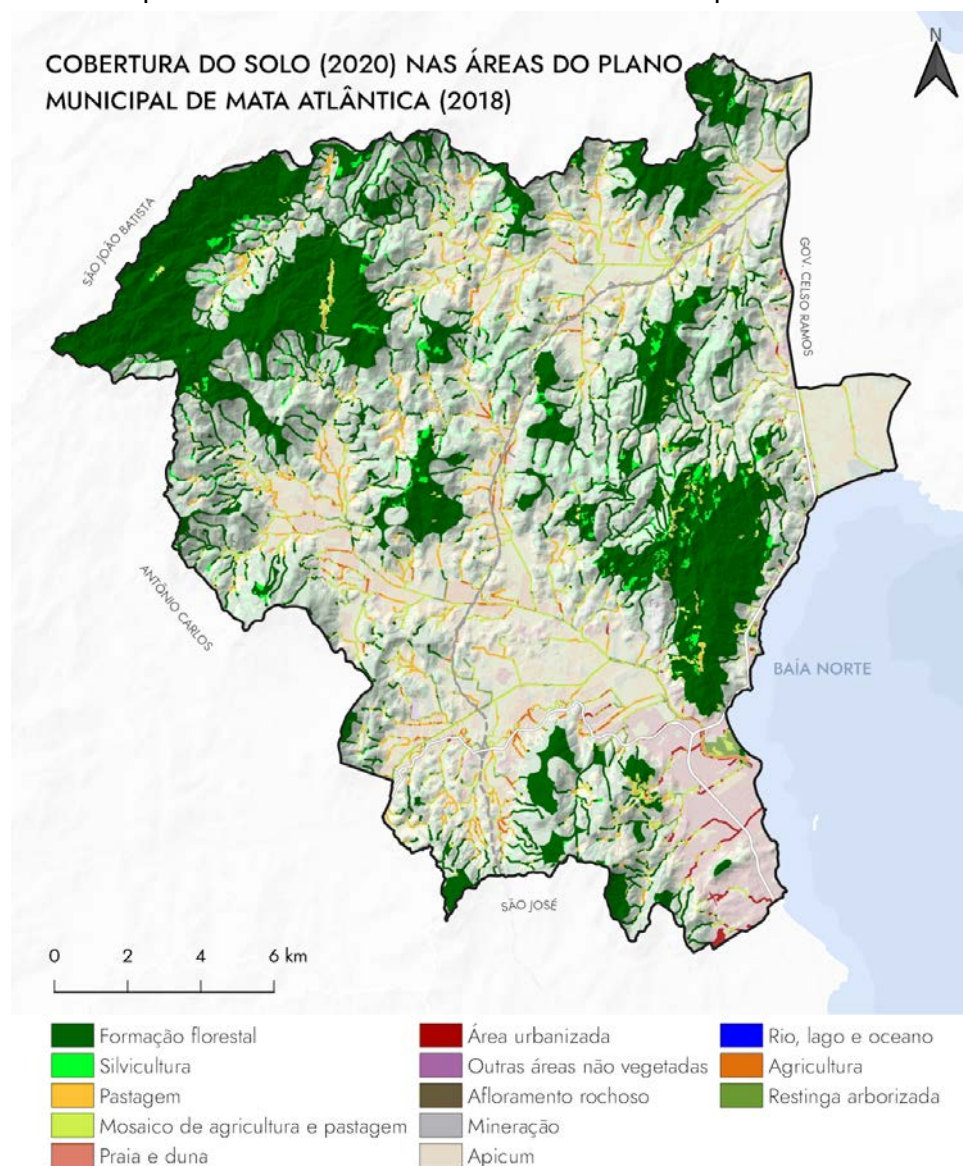 COBERTURA DO SOLO (2020) NAS ÁREAS DO PLANO
MUNICIPAL DE MATA ATLÂNTICA (2018)
N
SÃO JOÃO BATISTA
GOV. CELSO RAMOS
ANTÔNIO CARLOS
BAÍA NORTE
SÃO JOSÉ
0 2 4 6 km
Formação florestal
Silvicultura
Pastagem
Mosaico de agricultura e pastagem
Praia e duna
Área urbanizada
Outras áreas não vegetadas
Afloramento rochoso
Mineração
Apicum
Rio, lago e oceano
Agricultura
Restinga arborizada